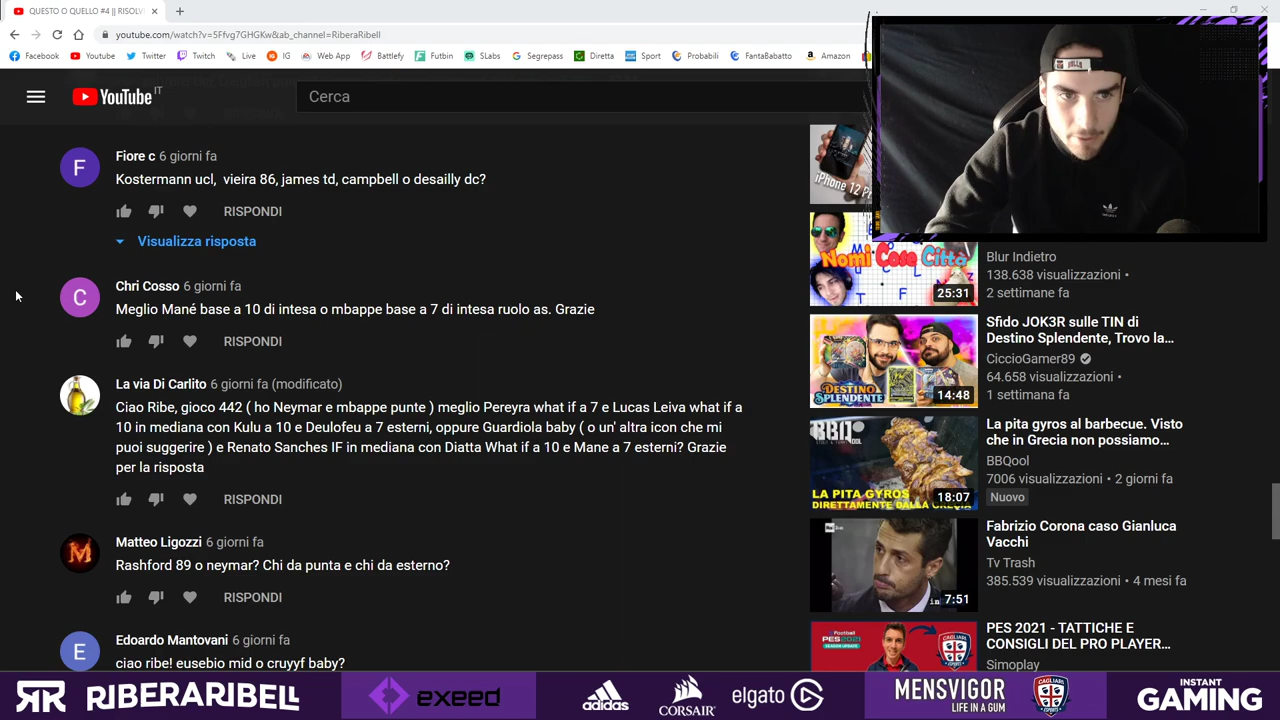 QUESTO O QUELLO #4 || RISOLV
youtube.com/watch?v=5Ffvg7GHGKw&ab_channel=RiberaRibell
Facebook Youtube Twitter Twitch Live IG Web App Battlefy Futbin SLabs Diretta Segrepass Sport Probabili FantaBabatto Amazon
YouTube IT
Cerca
Fiore c 6 giorni fa
Kostermann ucl, vieira 86, james td, campbell o desailly dc?
RISPONDI
Visualizza risposta
Chri Cosso 6 giorni fa
Meglio Mane base a 10 di intesa o mbappe base a 7 di intesa ruolo as. Grazie
RISPONDI
La via Di Carlito 6 giorni fa (modificato)
meglio Pereyra what if a 7 e Lucas Leiva what if a
10 in mediana con Kulu a 10 e Deulofeu a 7 esterni, oppure Guardiola baby ( o un' altra icon che mi
puoi suggerire ) e Renato Sanches IF in mediana con Diatta What if a 10 e Mane a 7 esterni? Grazie
per la risposta
RISPONDI
Matteo Ligozzi 6 giorni fa
Rashford 89 o neymar? Chi da punta e chi da esterno?
RISPONDI
Edoardo Mantovani 6 giorni fa
ciao ribe! eusebio mid o cruyyf baby?
iPhone 12 Pr
Nomi Cose Città
25:31
Blur Indietro
138.638 visualizzazioni •
2 settimane fa
DESTINO
SPLENDENTE
14:48
Sfido JOK3R sulle TIN di
Destino Splendente, Trovo la...
CiccioGamer89
64.658 visualizzazioni •
1 settimana fa
BBQOOL
LA PITA GYROS
DIRETTAMENTE DALLA GRECIA
18:07
La pita gyros al barbecue. Visto
che in Grecia non possiamo...
BBQool
7006 visualizzazioni • 2 giorni fa
Nuovo
7:51
Fabrizio Corona caso Gianluca
Vacchi
Tv Trash
385.539 visualizzazioni • 4 mesi fa
PES2021
PES 2021 - TATTICHE E
CONSIGLI DEL PRO PLAYER...
Simoplay
RR RIBERARIBELL exeed adidas CORSAIR elgato MENSVIGOR LIFE IN A GUM CAGLIARI INSTANT GAMING